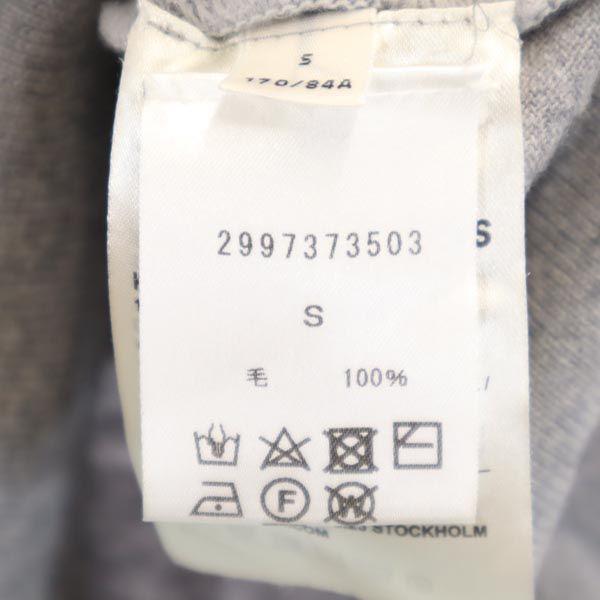 S
170/84A
2997373503
S
S
毛 100%
F
W
STOCKHOLM